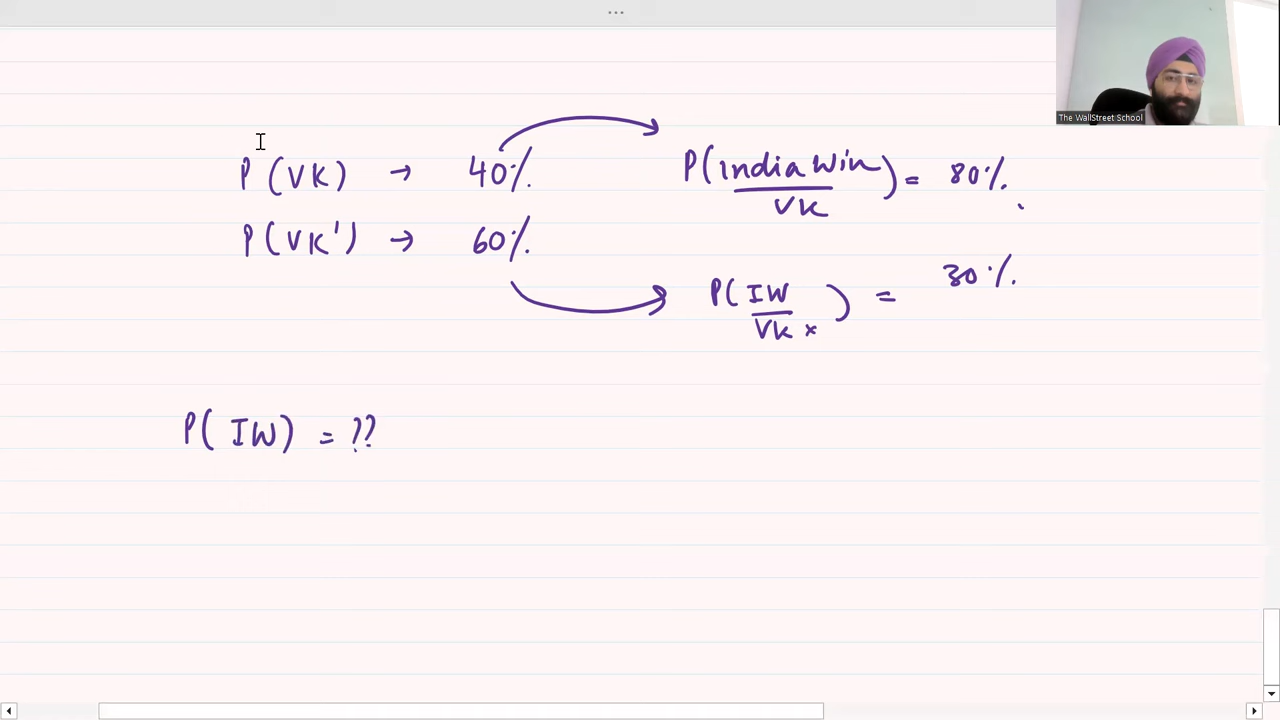 The WallStreet School
P(VK) → 40%. P(India Win/VK) = 80%.
P(VK') → 60%.
P(IW/VK×) = 30%.
P(IW) = ??